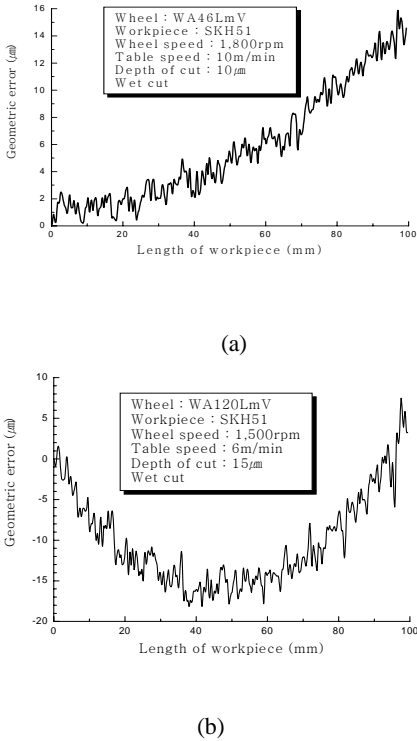 Wheel : WA46LmV
Workpiece : SKH51
Wheel speed : 1,800rpm
Table speed : 10m/min
Depth of cut : 10㎛
Wet cut
Geometric error (㎛)
16
14
12
10
8
6
4
2
0
0 20 40 60 80 100
Length of workpiece (mm)
(a)
Wheel : WA120LmV
Workpiece : SKH51
Wheel speed : 1,500rpm
Table speed : 6m/min
Depth of cut : 15㎛
Wet cut
Geometric error (㎛)
10
5
0
-5
-10
-15
-20
0 20 40 60 80 100
Length of workpiece (mm)
(b)